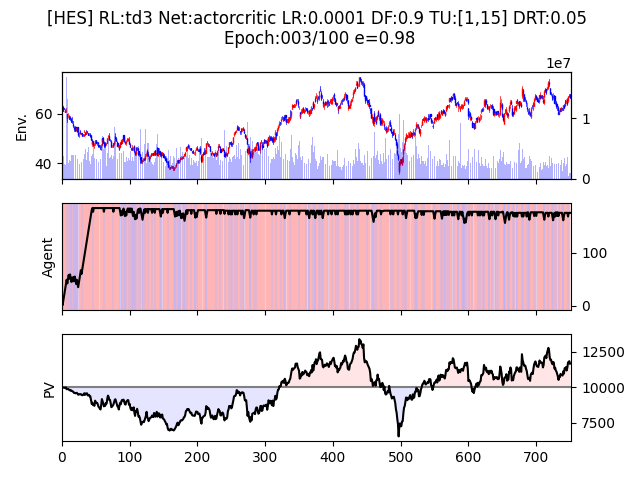 [HES] RL:td3 Net:actorcritic LR:0.0001 DF:0.9 TU:[1,15] DRT:0.05
Epoch:003/100 e=0.98
1e7
Env.
60
40
1
0
Agent
100
0
PV
12500
10000
7500
0 100 200 300 400 500 600 700